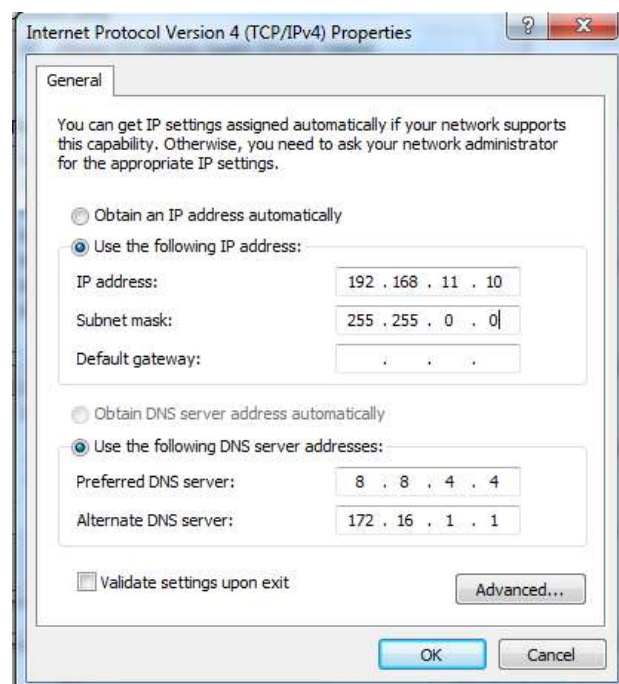 Internet Protocol Version 4 (TCP/IPv4) Properties
General
You can get IP settings assigned automatically if your network supports
this capability. Otherwise, you need to ask your network administrator
for the appropriate IP settings.
Obtain an IP address automatically
Use the following IP address:
IP address: 192 . 168 . 11 . 10
Subnet mask: 255 . 255 . 0 . 0
Default gateway: . . .
Obtain DNS server address automatically
Use the following DNS server addresses:
Preferred DNS server: 8 . 8 . 4 . 4
Alternate DNS server: 172 . 16 . 1 . 1
Validate settings upon exit
Advanced...
OK Cancel